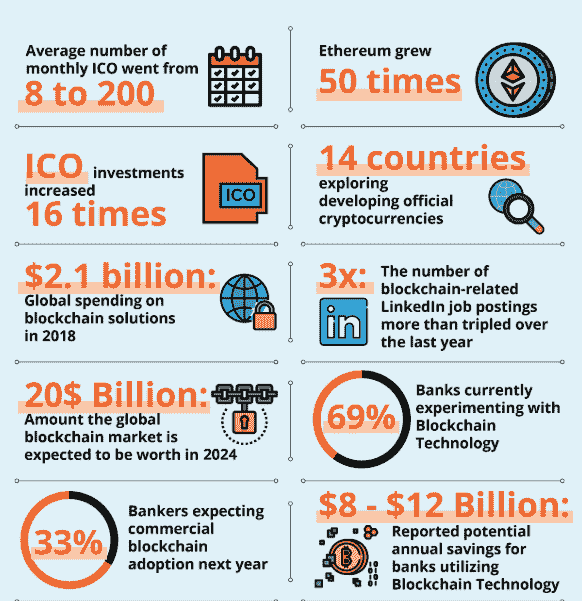 Average number of
monthly ICO went from
8 to 200
Ethereum grew
50 times
ICO investments
increased
16 times
ICO
14 countries
exploring
developing official
cryptocurrencies
$2.1 billion:
Global spending on
blockchain solutions
in 2018
3x: The number of
blockchain-related
LinkedIn job postings
more than tripled over
the last year
in
20$ Billion:
Amount the global
blockchain market is
expected to be worth in 2024
69%
Banks currently
experimenting with
Blockchain
Technology
33%
Bankers expecting
commercial
blockchain
adoption next year
$8 - $12 Billion:
Reported potential
annual savings for
banks utilizing
Blockchain Technology